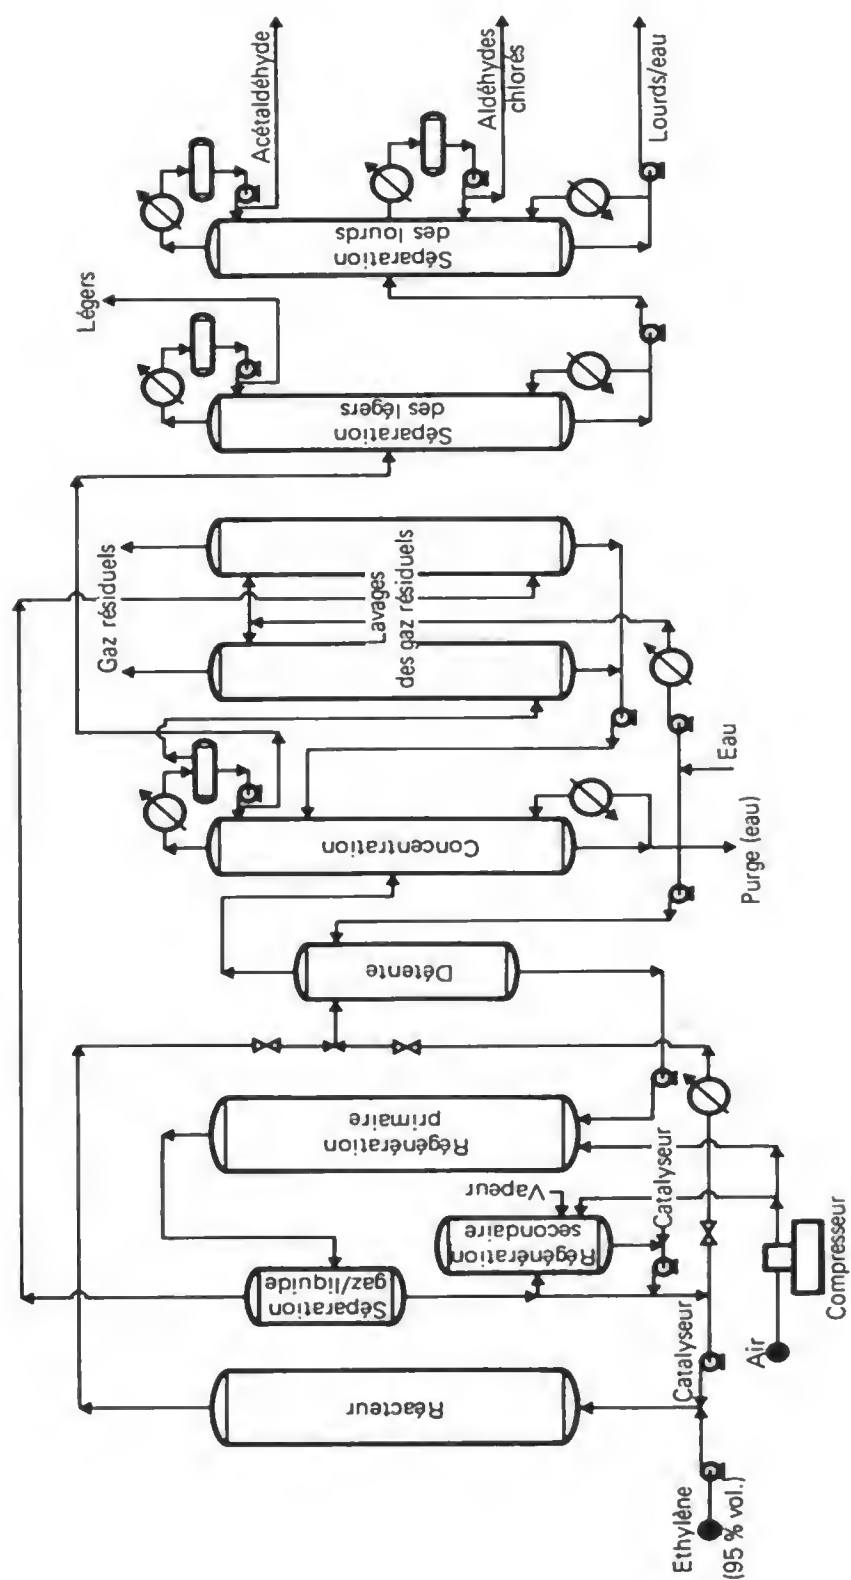 Ethylène
(95 % vol.)
Réacteur
Catalyseur
Air
Compresseur
Séparation
gaz/liquide
Régénération
secondaire
Vapeur
Catalyseur
Régénération
primaire
Détente
Concentration
Purge (eau)
Eau
Gaz résiduels
Lavages
des gaz résiduels
Séparation
des légers
Légers
Séparation
des lourds
Acétaldéhyde
Aldéhydes
chlorés
Lourds/eau